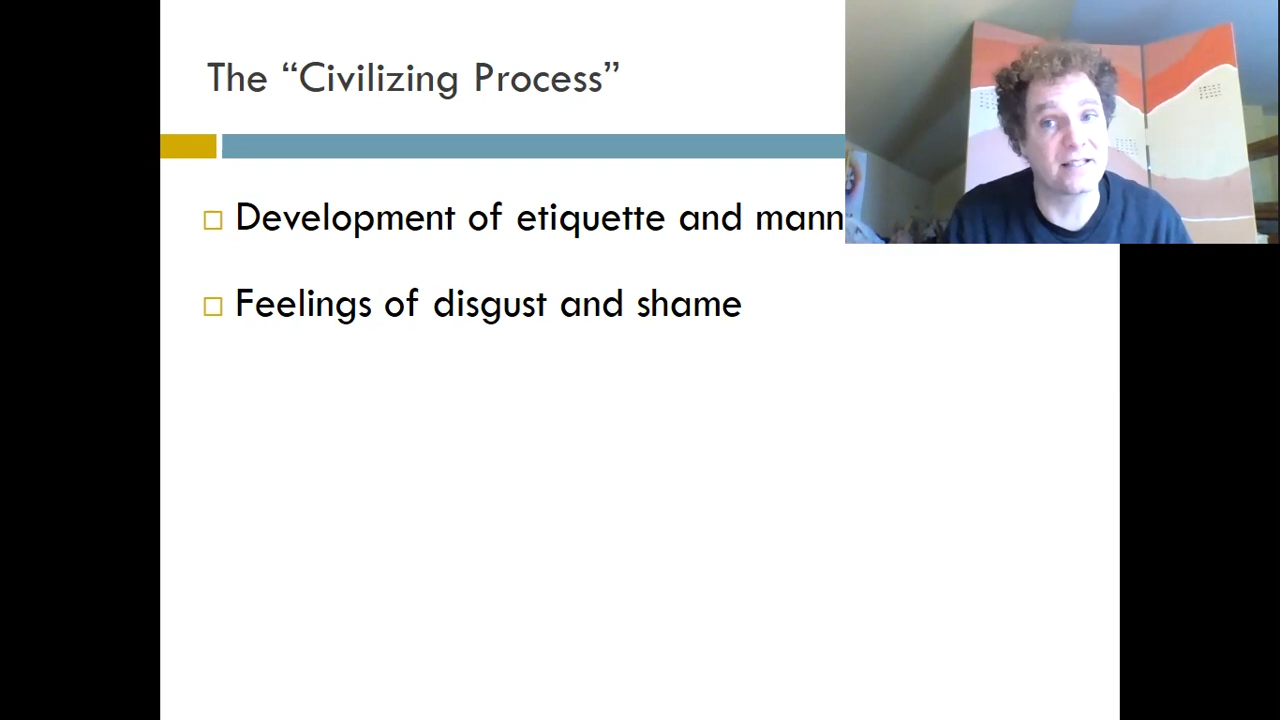 The “Civilizing Process”
Development of etiquette and mann
Feelings of disgust and shame